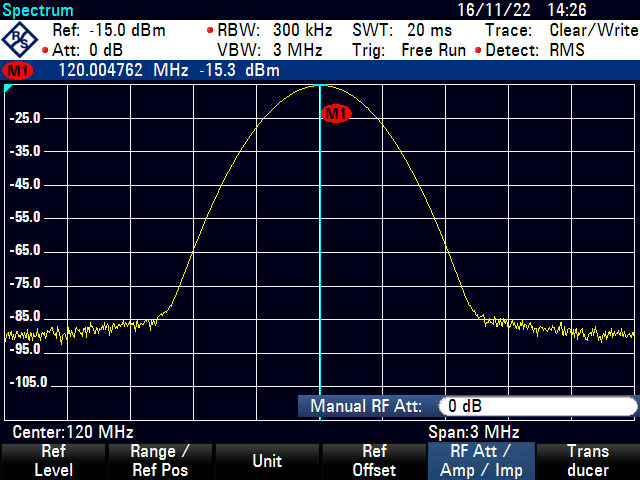 Spectrum 16/11/22 14:26
R&S Ref: -15.0 dBm RBW: 300 kHz SWT: 20 ms Trace: Clear/Write
Att: 0 dB VBW: 3 MHz Trig: Free Run Detect: RMS
M1 120.004762 MHz -15.3 dBm
M1
-25.0
-35.0
-45.0
-55.0
-65.0
-75.0
-85.0
-95.0
-105.0
Manual RF Att: 0 dB
Center:120 MHz Span:3 MHz
Ref Level
Range / Ref Pos
Unit
Ref Offset
RF Att / Amp / Imp
Trans ducer